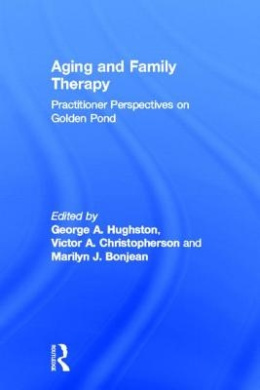 Aging and Family
Therapy
Practitioner Perspectives on
Golden Pond
Edited by
George A. Hughston,
Victor A. Christopherson and
Marilyn J. Bonjean
ROUTLEDGE